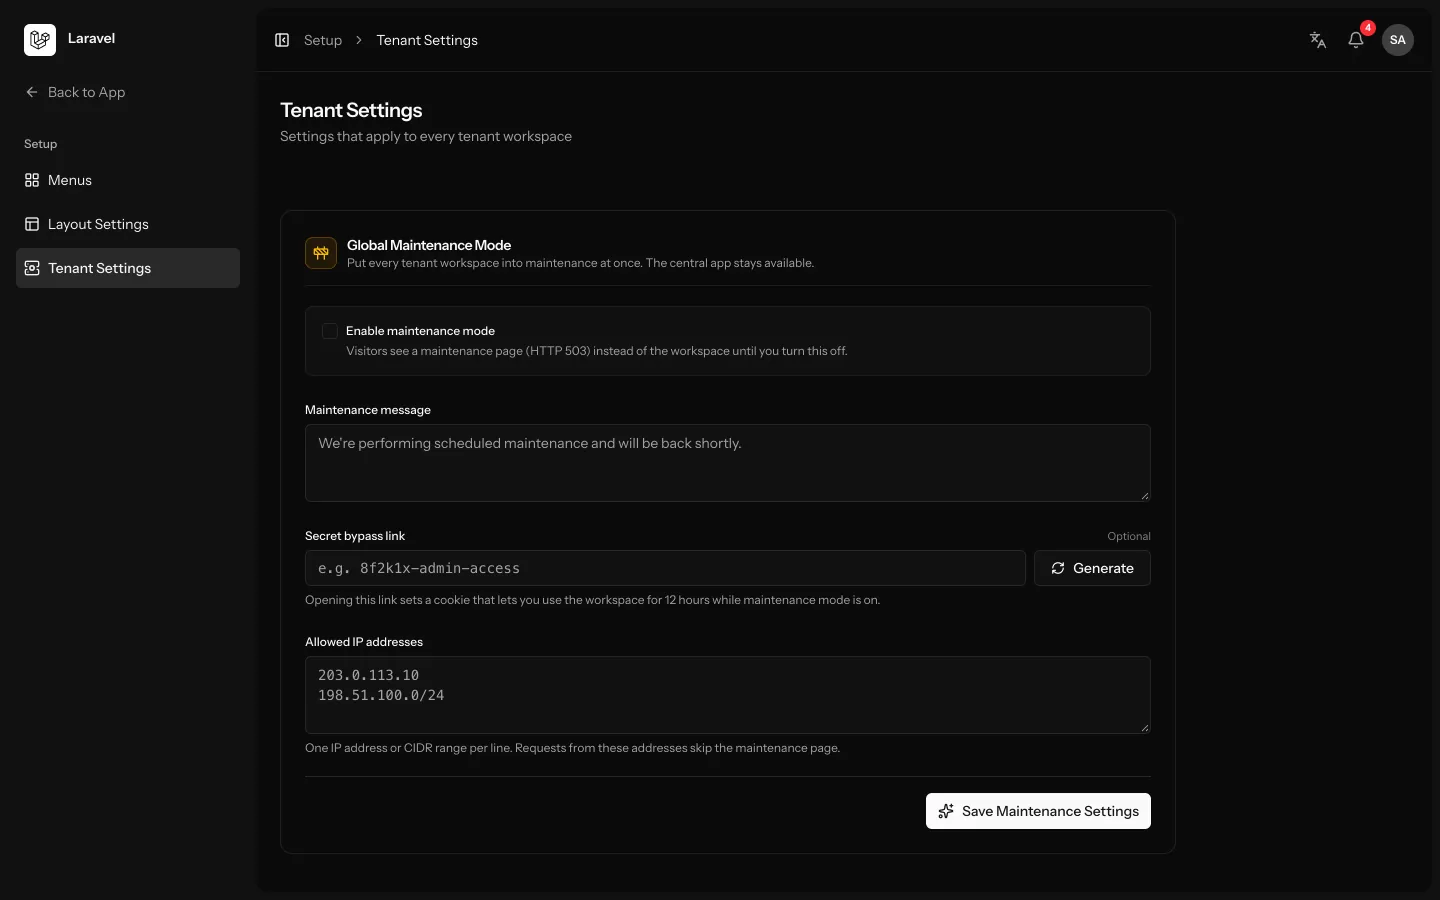 Laravel
Back to App
Setup
Menus
Layout Settings
Tenant Settings
Setup > Tenant Settings
4
SA
Tenant Settings
Settings that apply to every tenant workspace
Global Maintenance Mode
Put every tenant workspace into maintenance at once. The central app stays available.
Enable maintenance mode
Visitors see a maintenance page (HTTP 503) instead of the workspace until you turn this off.
Maintenance message
We're performing scheduled maintenance and will be back shortly.
Secret bypass link
Optional
e.g. 8f2k1x-admin-access
Generate
Opening this link sets a cookie that lets you use the workspace for 12 hours while maintenance mode is on.
Allowed IP addresses
203.0.113.10
198.51.100.0/24
One IP address or CIDR range per line. Requests from these addresses skip the maintenance page.
Save Maintenance Settings